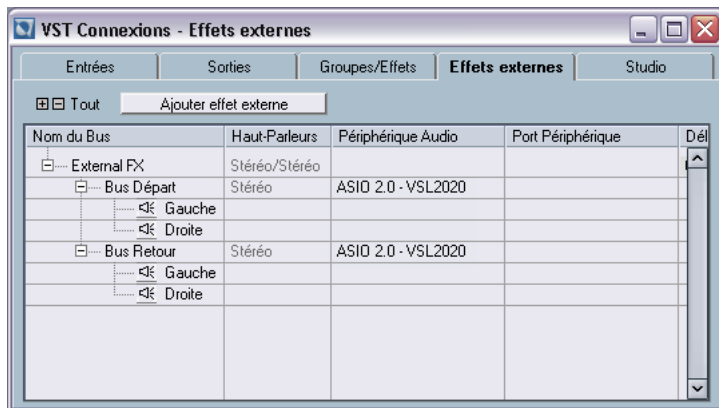 VST Connexions - Effets externes
Entrées Sorties Groupes/Effets Effets externes Studio
Tout Ajouter effet externe
Nom du Bus Haut-Parleurs Périphérique Audio Port Périphérique Dél
External FX Stéréo/Stéréo
Bus Départ Stéréo ASIO 2.0 - VSL2020
Gauche
Droite
Bus Retour Stéréo ASIO 2.0 - VSL2020
Gauche
Droite